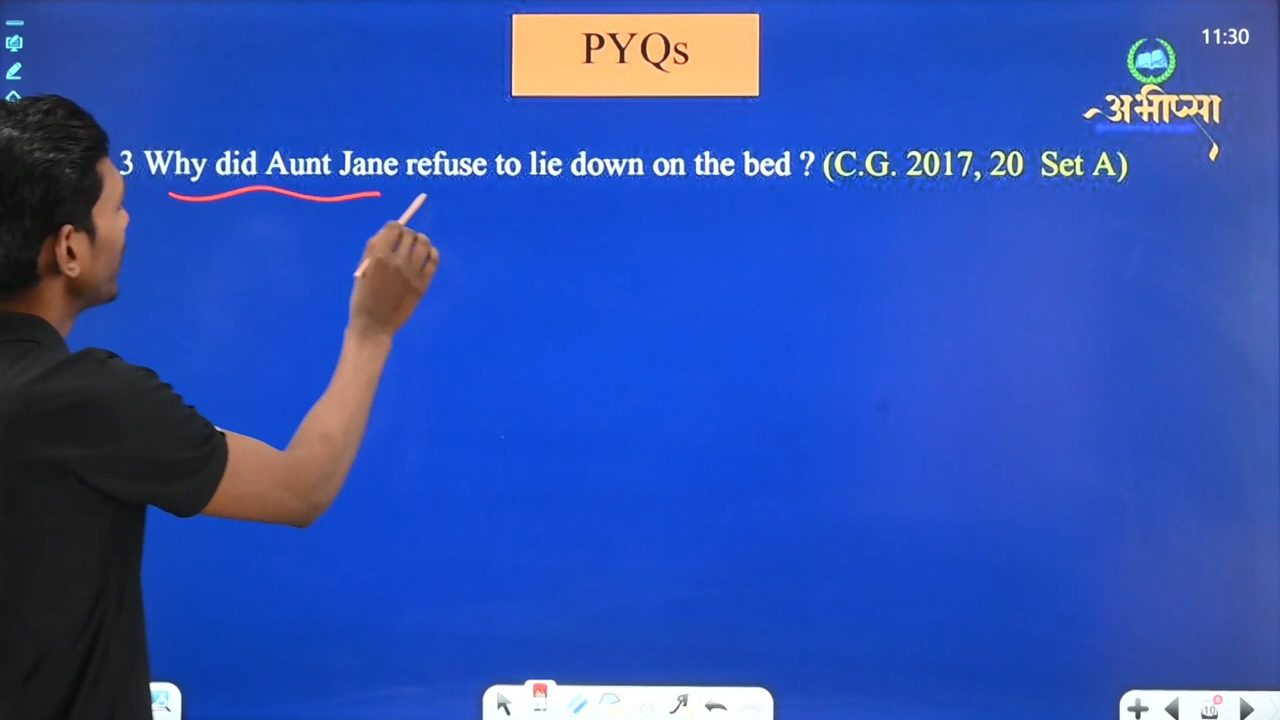 PYQs
11:30
अभीप्सा
3 Why did Aunt Jane refuse to lie down on the bed ? (C.G. 2017, 20 Set A)
10